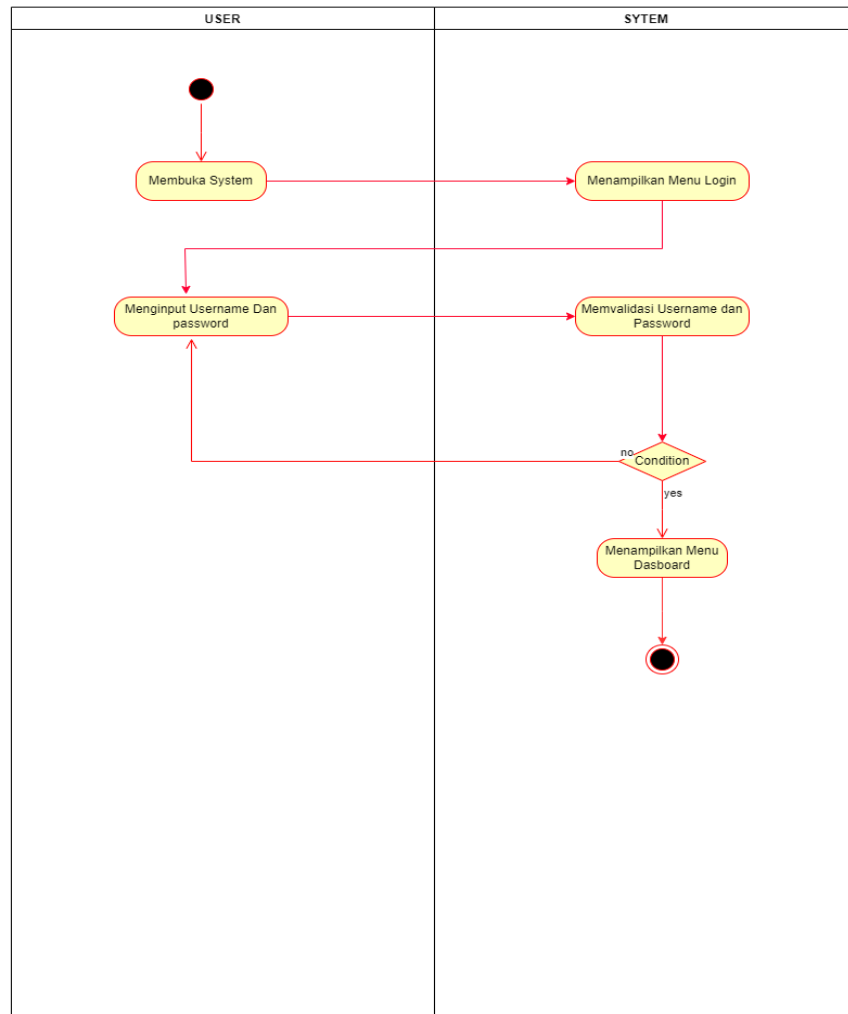 USER
SYTEM
Membuka System
Menampilkan Menu Login
Menginput Username Dan
password
Memvalidasi Username dan
Password
no
Condition
yes
Menampilkan Menu
Dasboard